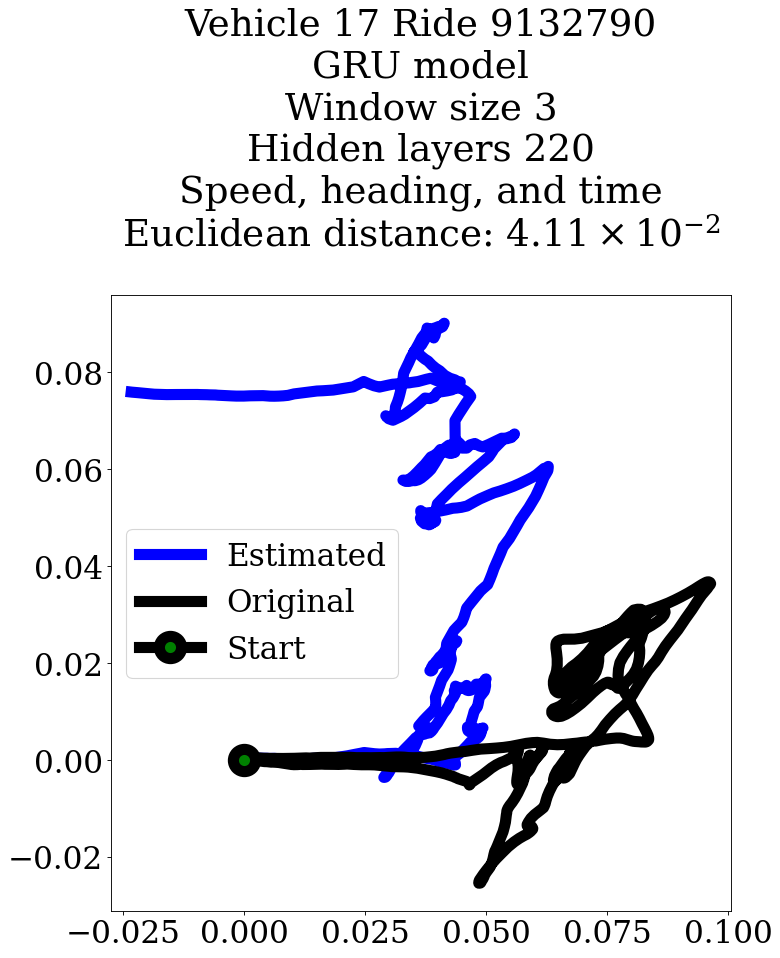 Vehicle 17 Ride 9132790
GRU model
Window size 3
Hidden layers 220
Speed, heading, and time
Euclidean distance: 4.11 × 10⁻²
0.08
0.06
0.04
0.02
0.00
−0.02
Estimated
Original
Start
−0.025 0.000 0.025 0.050 0.075 0.100